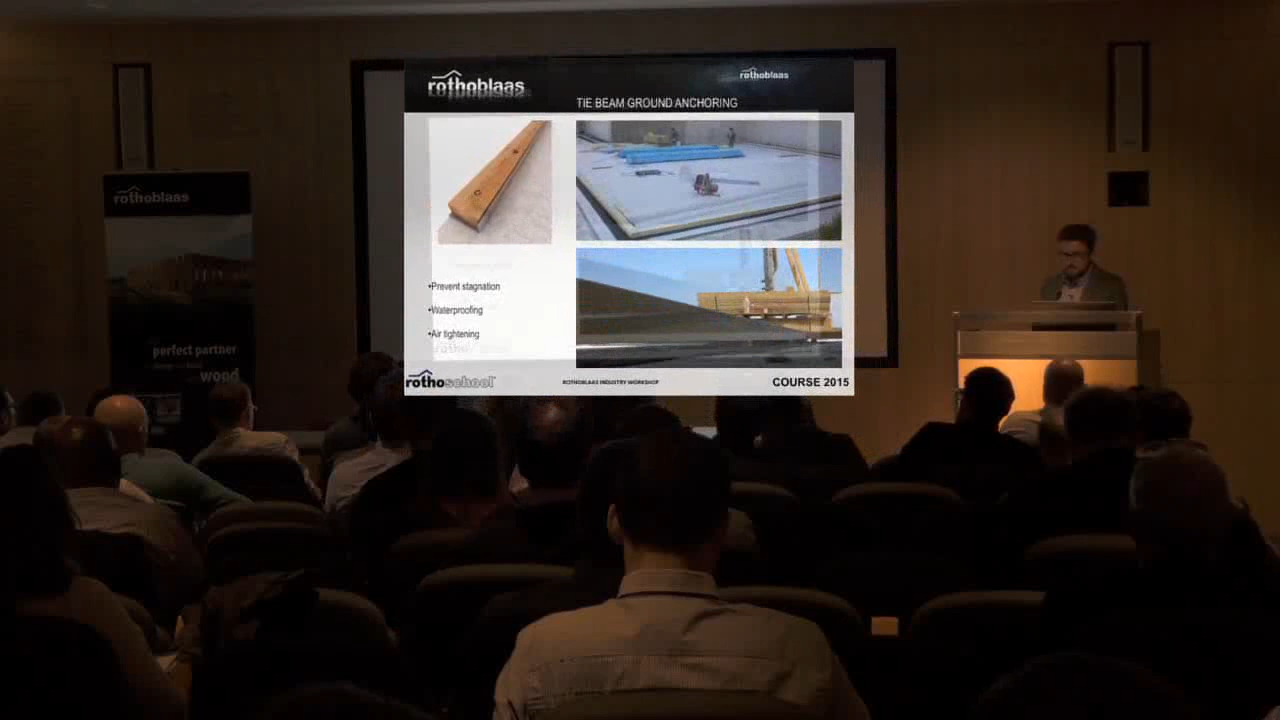 rothoblaas
rothoblaas
TIE BEAM GROUND ANCHORING
•Prevent stagnation
•Waterproofing
•Air tightening
rothoschool
ROTHOBLAAS INDUSTRY WORKSHOP
COURSE 2015
rothoblaas
perfect partner
wood